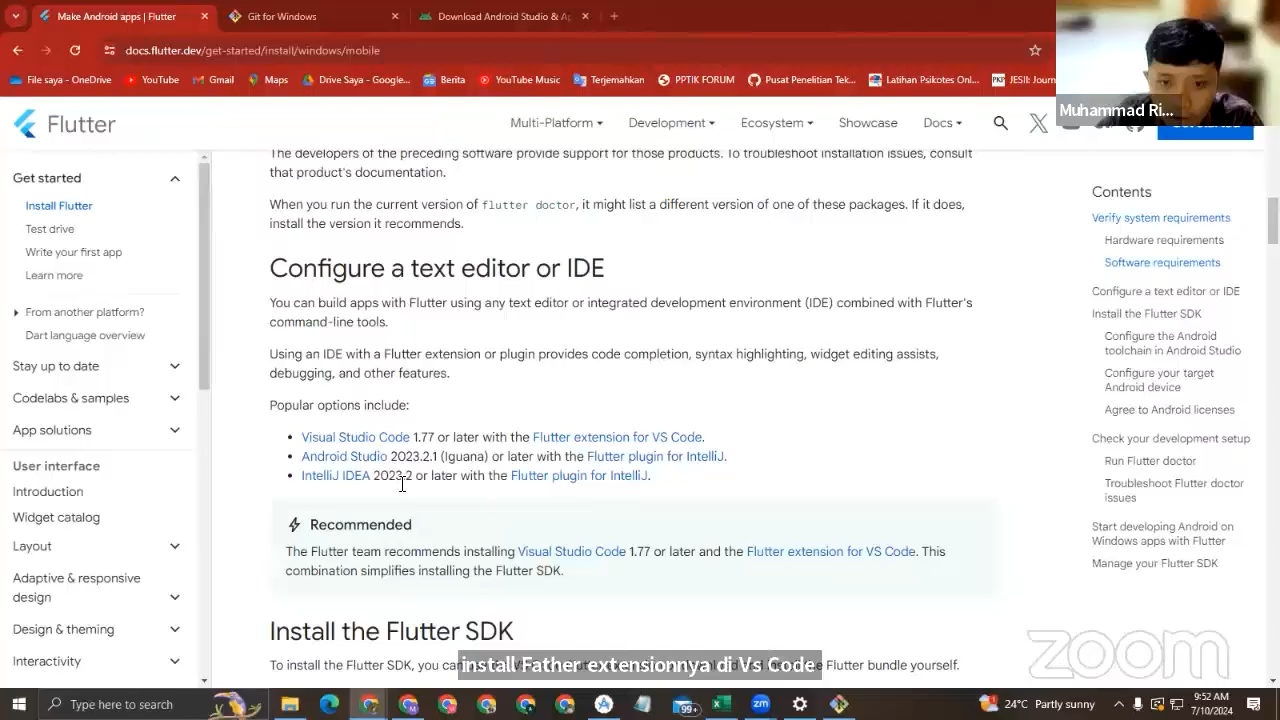 Make Android apps | Flutter
Git for Windows
Download Android Studio & A
docs.flutter.dev/get-started/install/windows/mobile
File saya - OneDrive
YouTube
Gmail
Maps
Drive Saya - Google...
Berita
YouTube Music
Terjemahkan
PPTIK FORUM
Pusat Penelitian Tek...
Latihan Psikotes Onl...
JESII: Journ
Muhammad Ri...
Flutter
Multi-Platform
Development
Ecosystem
Showcase
Docs
Get started
Install Flutter
Test drive
Write your first app
Learn more
From another platform?
Dart language overview
Stay up to date
Codelabs & samples
App solutions
User interface
Introduction
Widget catalog
Layout
Adaptive & responsive
design
Design & theming
Interactivity
The developers of the preceding software provide support for those products. To troubleshoot installation issues, consult
that product's documentation.
When you run the current version of flutter doctor, it might list a different version of one of these packages. If it does,
install the version it recommends.
Configure a text editor or IDE
You can build apps with Flutter using any text editor or integrated development environment (IDE) combined with Flutter's
command-line tools.
Using an IDE with a Flutter extension or plugin provides code completion, syntax highlighting, widget editing assists,
debugging, and other features.
Popular options include:
Visual Studio Code 1.77 or later with the Flutter extension for VS Code.
Android Studio 2023.2.1 (Iguana) or later with the Flutter plugin for IntelliJ.
IntelliJ IDEA 2023.2 or later with the Flutter plugin for IntelliJ.
Recommended
The Flutter team recommends installing Visual Studio Code 1.77 or later and the Flutter extension for VS Code. This
combination simplifies installing the Flutter SDK.
Install the Flutter SDK
To install the Flutter SDK, you can
Flutter bundle yourself.
install Father extensionnya di Vs Code
Contents
Verify system requirements
Hardware requirements
Software requirements
Configure a text editor or IDE
Install the Flutter SDK
Configure the Android
toolchain in Android Studio
Configure your target
Android device
Agree to Android licenses
Check your development setup
Run Flutter doctor
Troubleshoot Flutter doctor
issues
Start developing Android on
Windows apps with Flutter
Manage your Flutter SDK
zoom
Type here to search
99+
24°C Partly sunny
9:52 AM
7/10/2024